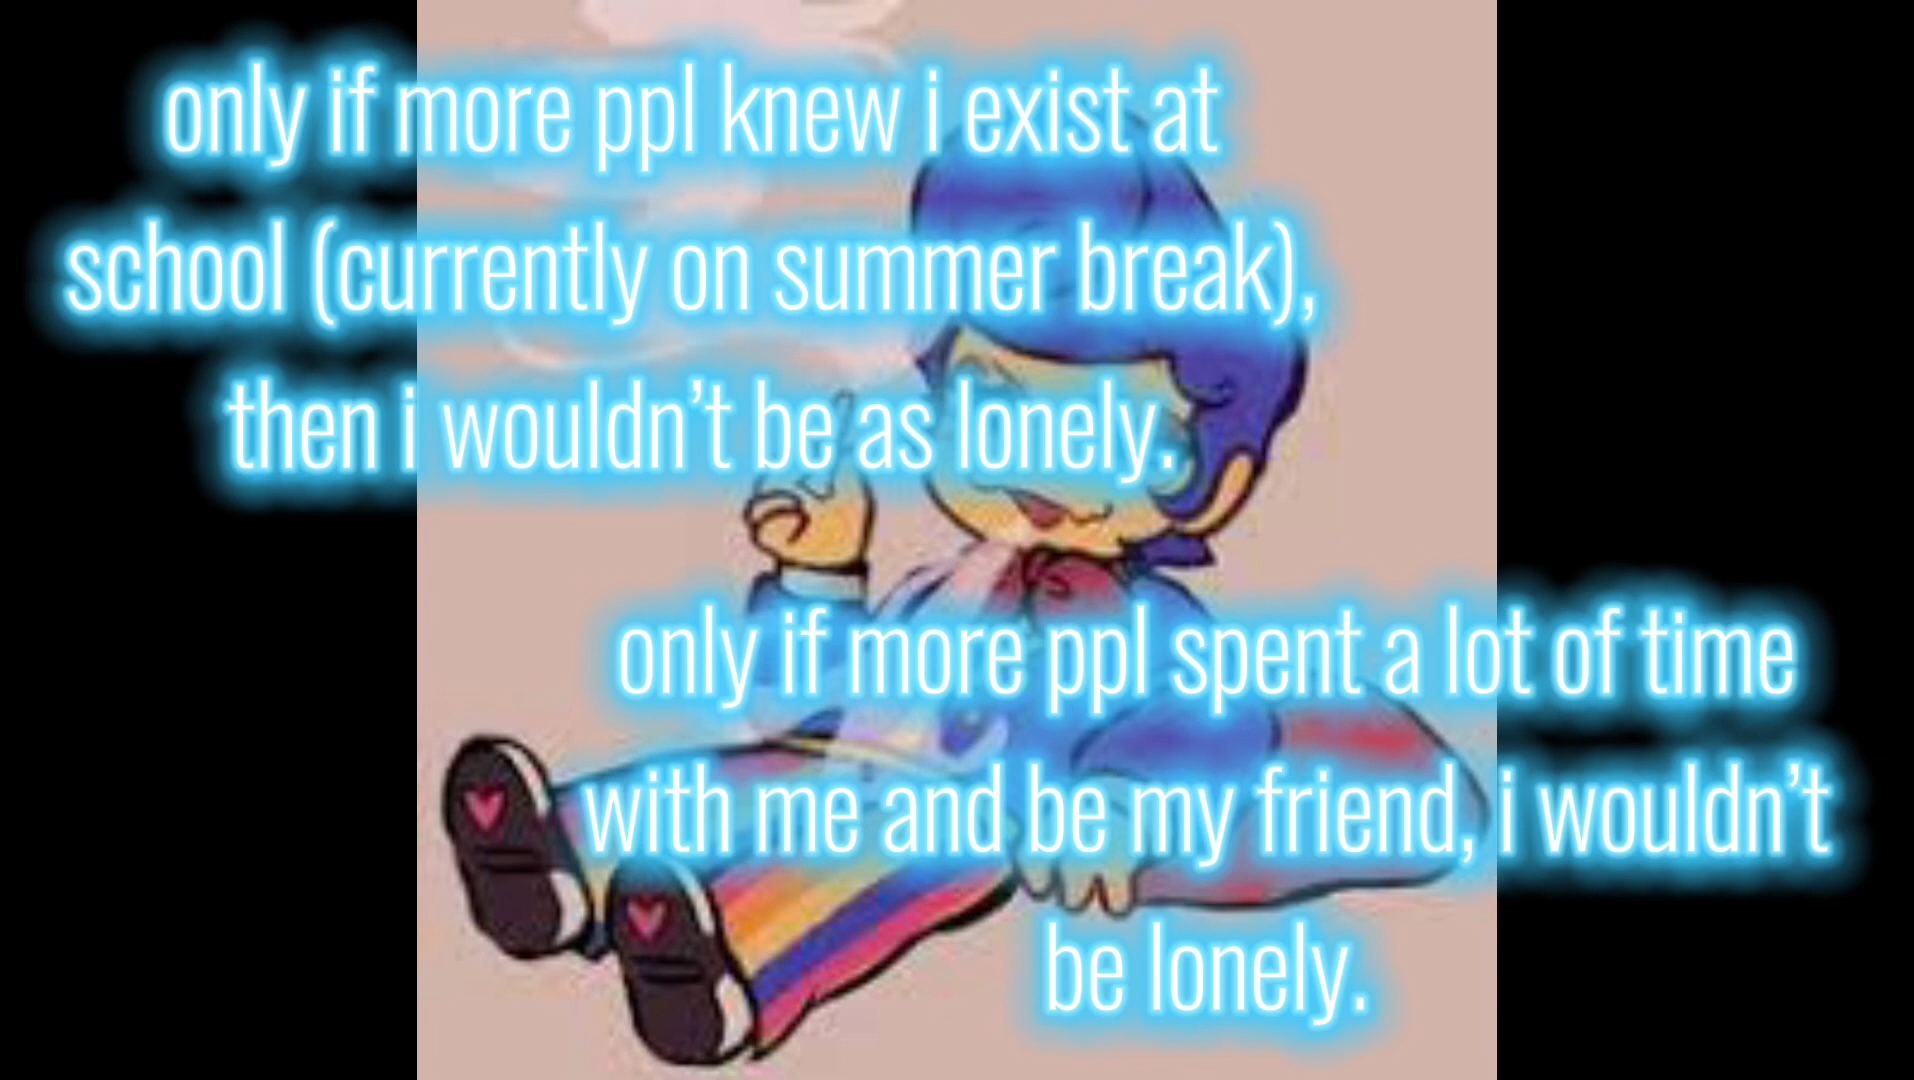 only if more ppl knew i exist at
school (currently on summer break),
then i wouldn’t be as lonely.
only if more ppl spent a lot of time
with me and be my friend, i wouldn’t
be lonely.